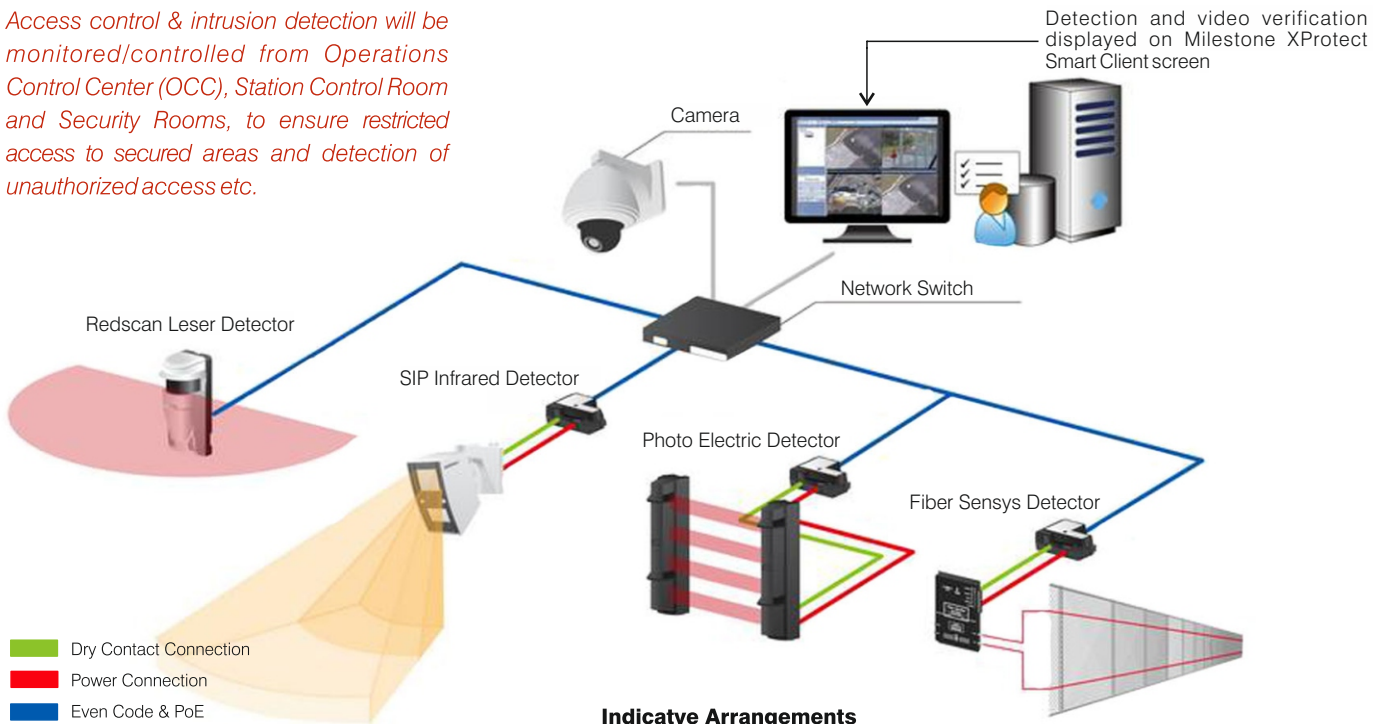 Access control & intrusion detection will be
monitored/controlled from Operations
Control Center (OCC), Station Control Room
and Security Rooms, to ensure restricted
access to secured areas and detection of
unauthorized access etc.
Detection and video verification
displayed on Milestone XProtect
Smart Client screen
Camera
Network Switch
Redscan Leser Detector
SIP Infrared Detector
Photo Electric Detector
Fiber Sensys Detector
Dry Contact Connection
Power Connection
Even Code & PoE
Indicatve Arrangements